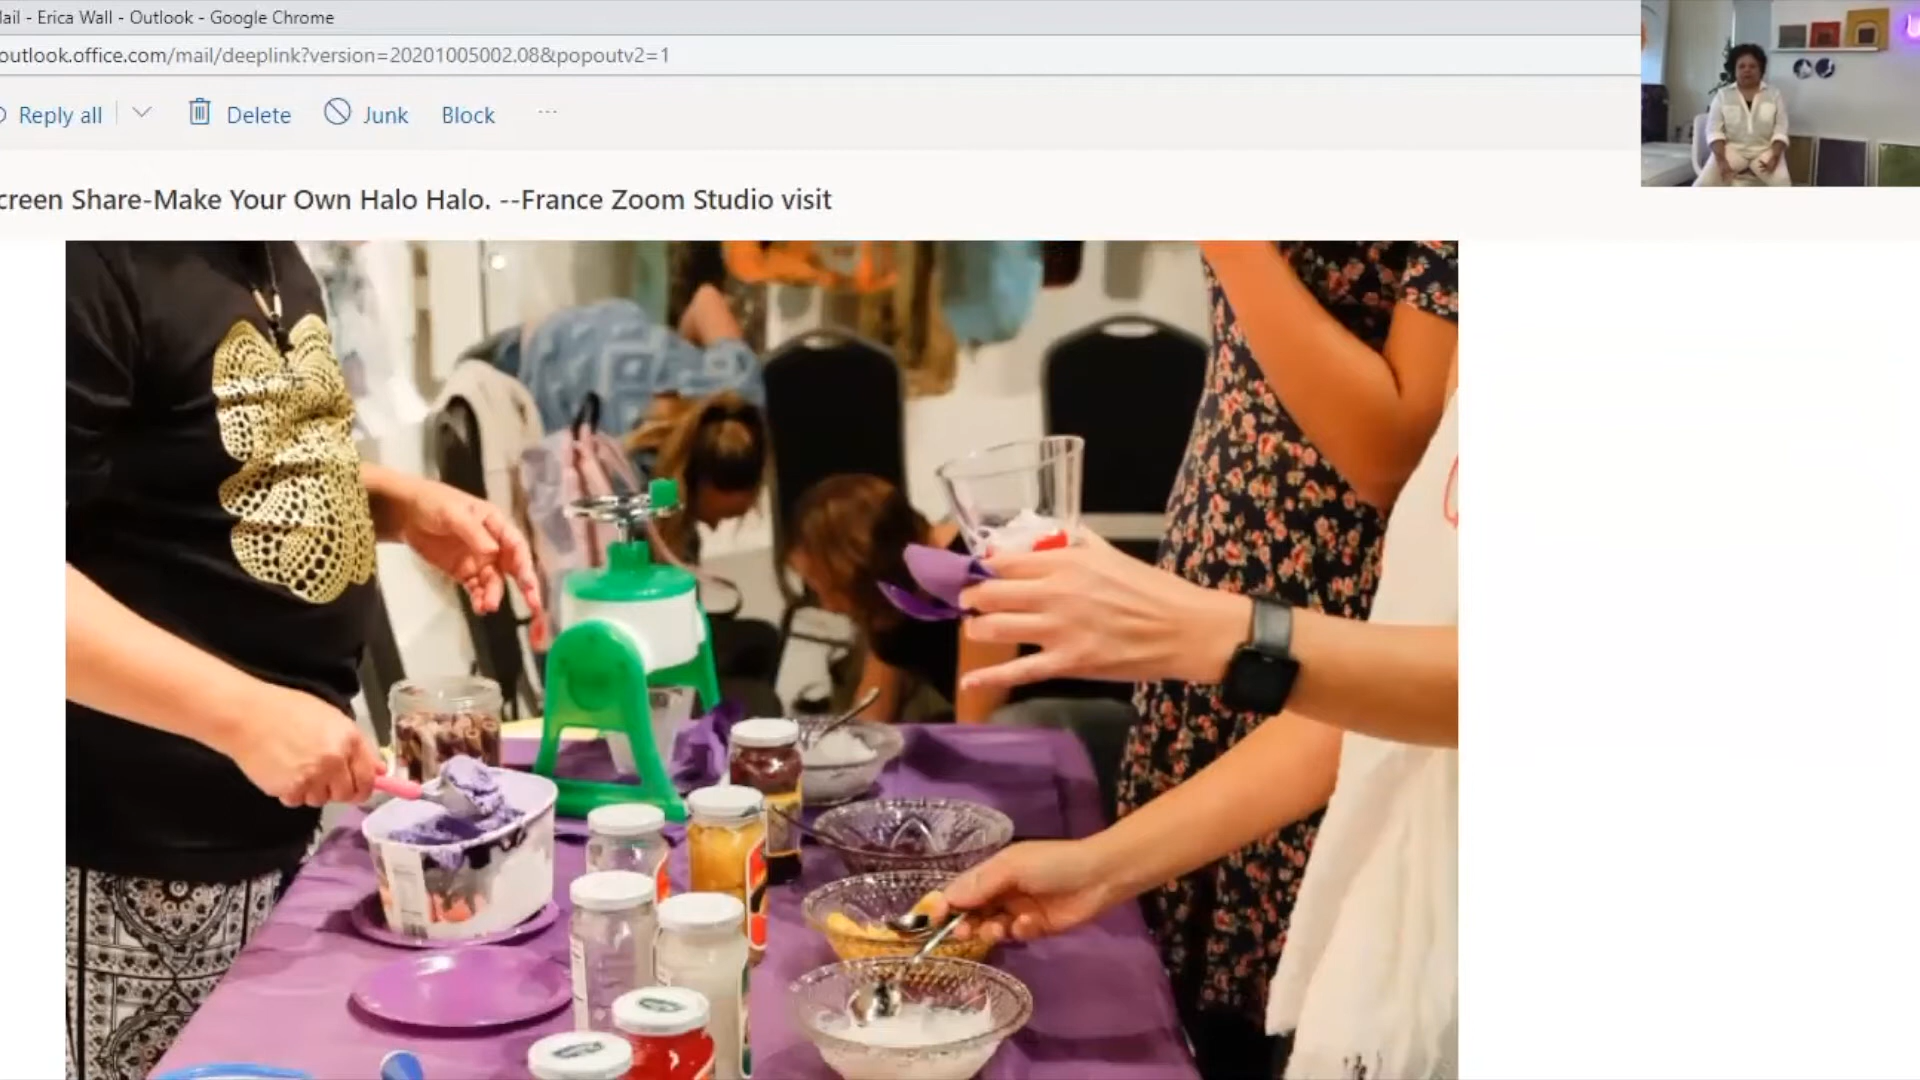 ail - Erica Wall - Outlook - Google Chrome
outlook.office.com/mail/deeplink?version=20201005002.08&popoutv2=1
Reply all
Delete
Junk
Block
creen Share-Make Your Own Halo Halo. --France Zoom Studio visit